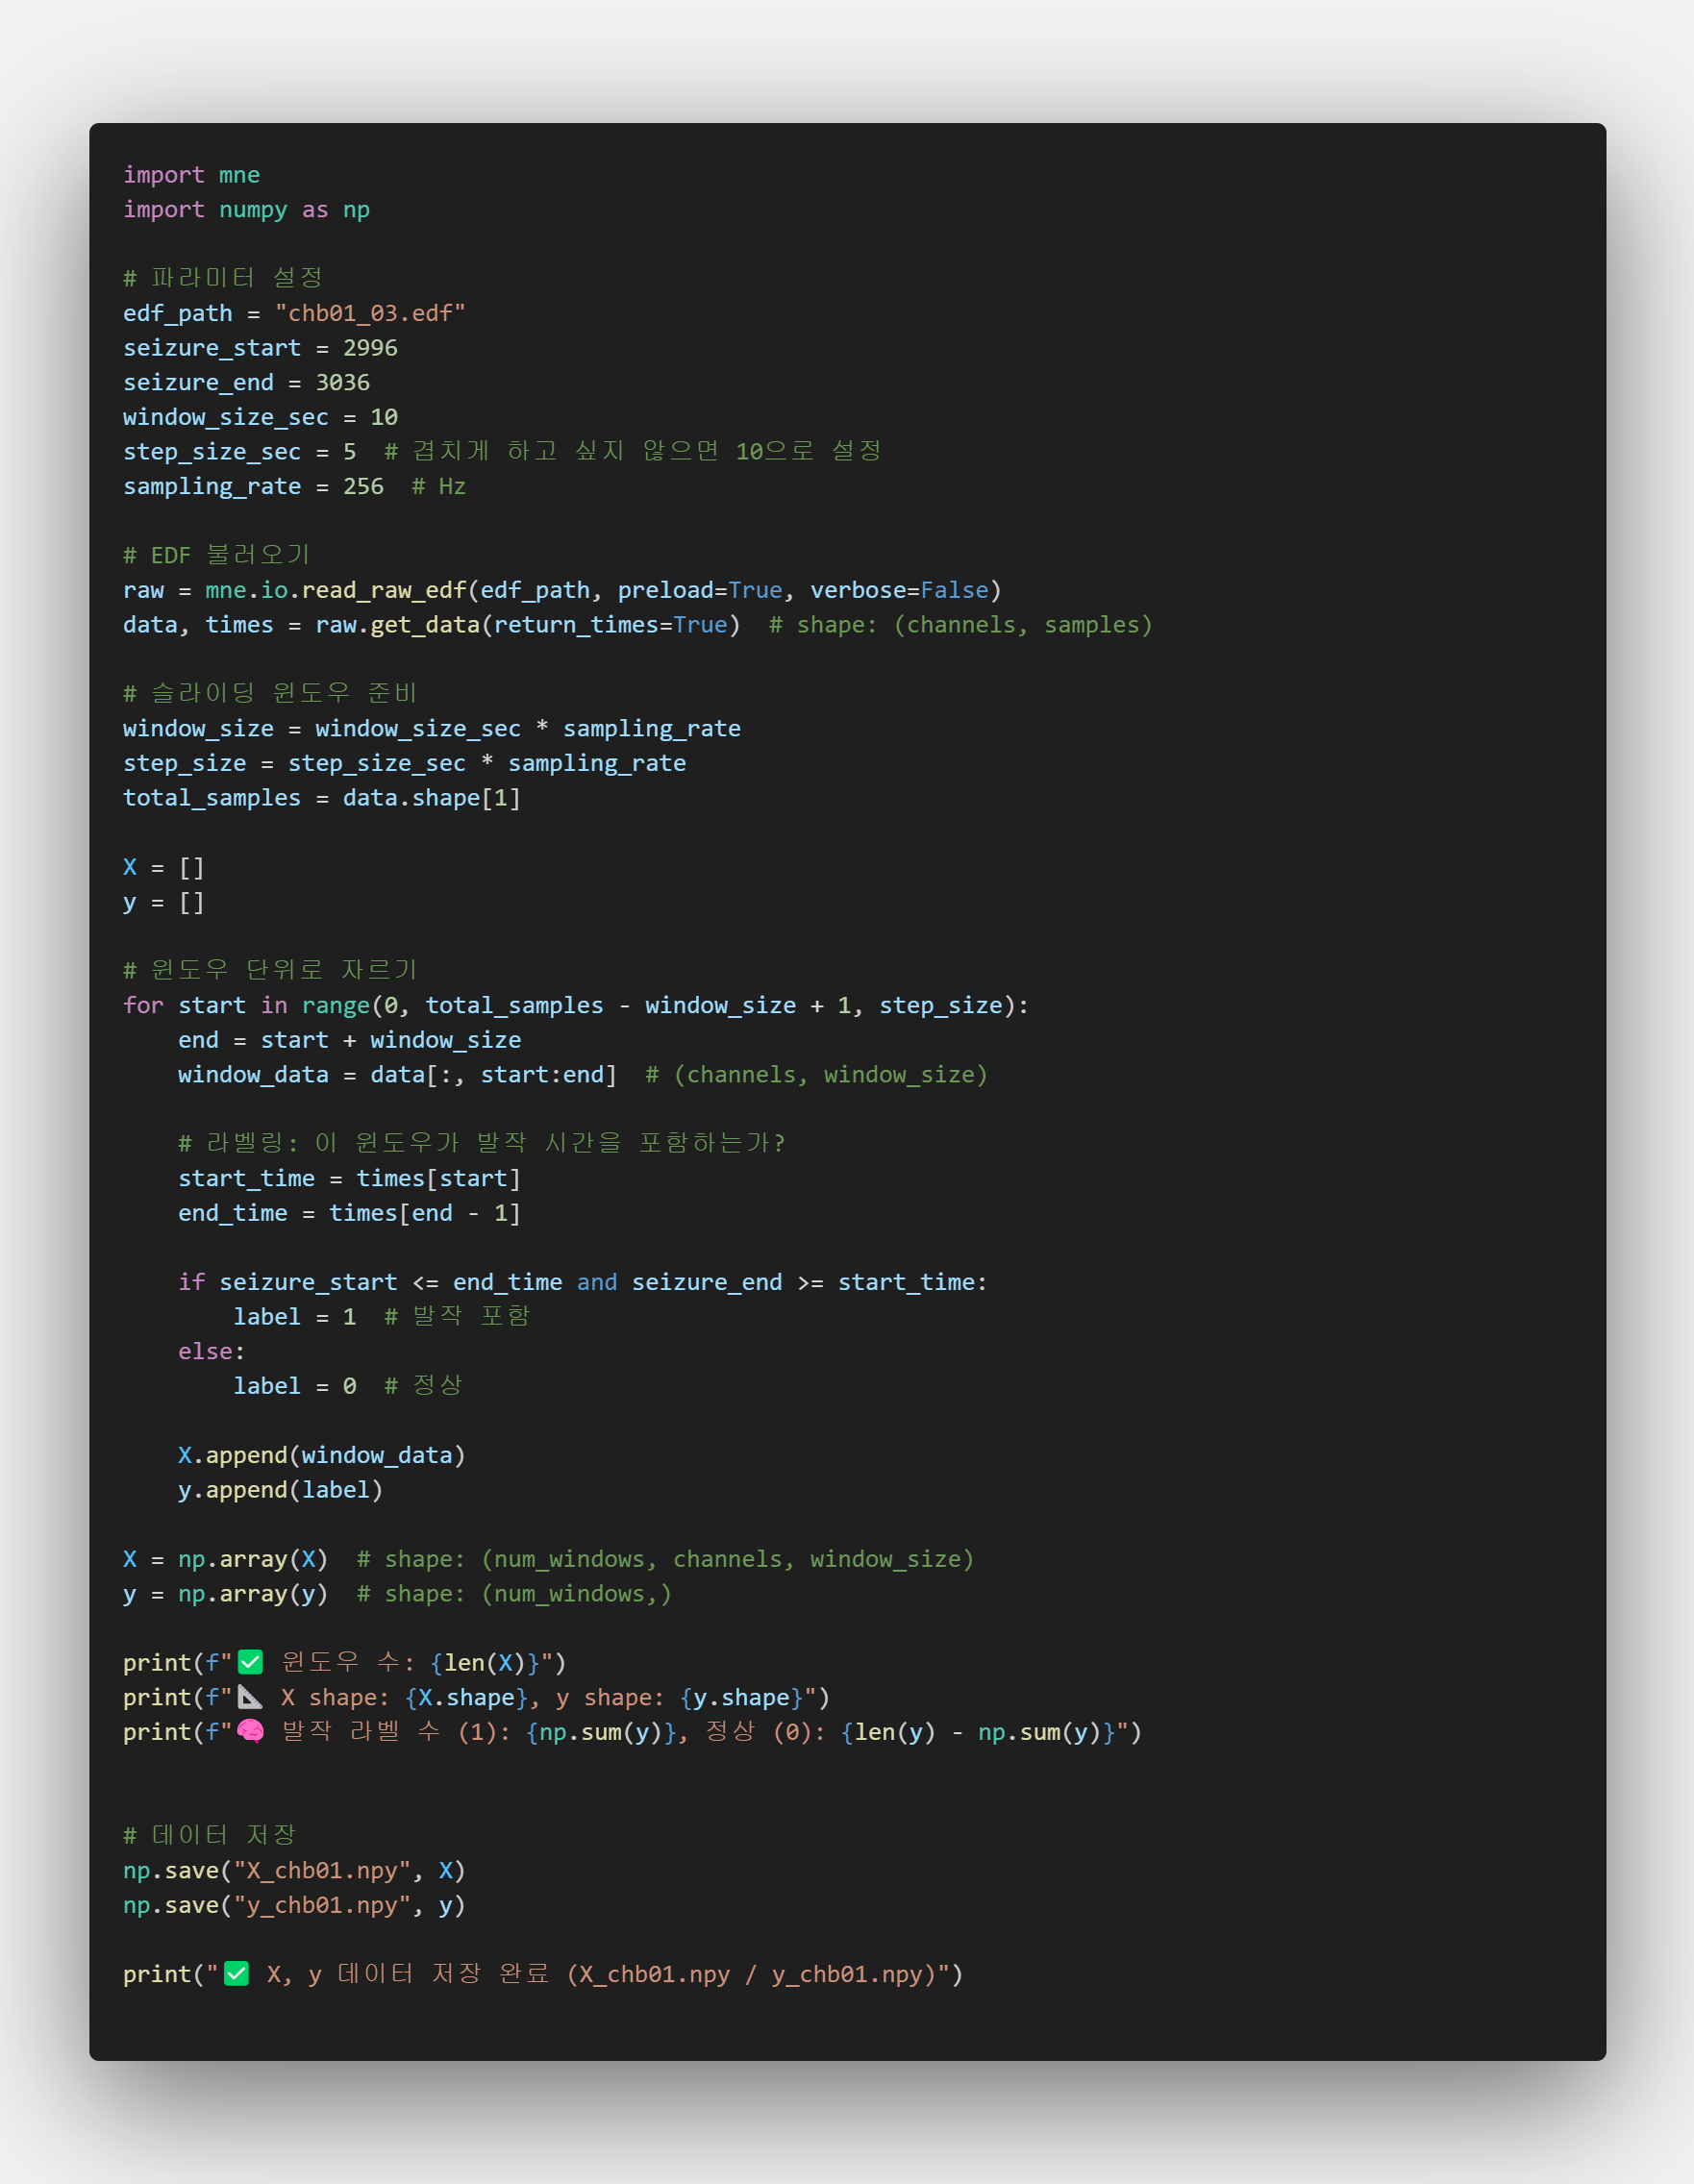 import mne
import numpy as np
# 파라미터 설정
edf_path = "chb01_03.edf"
seizure_start = 2996
seizure_end = 3036
window_size_sec = 10
step_size_sec = 5  # 겹치게 하고 싶지 않으면 10으로 설정
sampling_rate = 256  # Hz
# EDF 불러오기
raw = mne.io.read_raw_edf(edf_path, preload=True, verbose=False)
data, times = raw.get_data(return_times=True)  # shape: (channels, samples)
# 슬라이딩 윈도우 준비
window_size = window_size_sec * sampling_rate
step_size = step_size_sec * sampling_rate
total_samples = data.shape[1]
X = []
y = []
# 윈도우 단위로 자르기
for start in range(0, total_samples - window_size + 1, step_size):
    end = start + window_size
    window_data = data[:, start:end]  # (channels, window_size)
    # 라벨링: 이 윈도우가 발작 시간을 포함하는가?
    start_time = times[start]
    end_time = times[end - 1]
    if seizure_start <= end_time and seizure_end >= start_time:
        label = 1  # 발작 포함
    else:
        label = 0  # 정상
    X.append(window_data)
    y.append(label)
X = np.array(X)  # shape: (num_windows, channels, window_size)
y = np.array(y)  # shape: (num_windows,)
print(f"✅ 윈도우 수: {len(X)}")
print(f"📐 X shape: {X.shape}, y shape: {y.shape}")
print(f"🧠 발작 라벨 수 (1): {np.sum(y)}, 정상 (0): {len(y) - np.sum(y)}")
# 데이터 저장
np.save("X_chb01.npy", X)
np.save("y_chb01.npy", y)
print("✅ X, y 데이터 저장 완료 (X_chb01.npy / y_chb01.npy)")